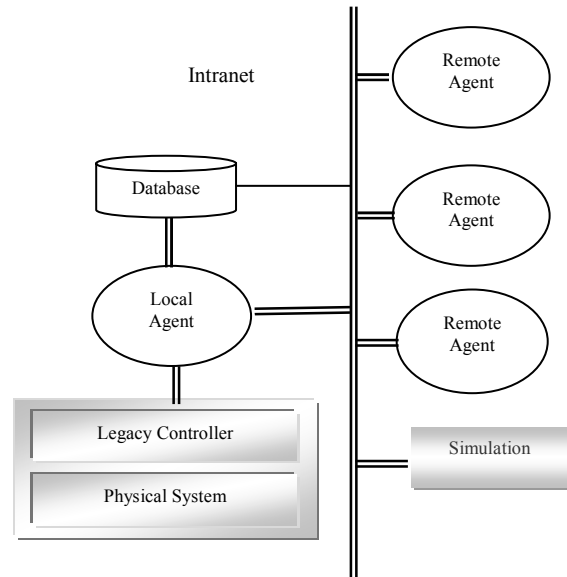 Intranet
Remote
Agent
Database
Remote
Agent
Local
Agent
Remote
Agent
Legacy Controller
Simulation
Physical System